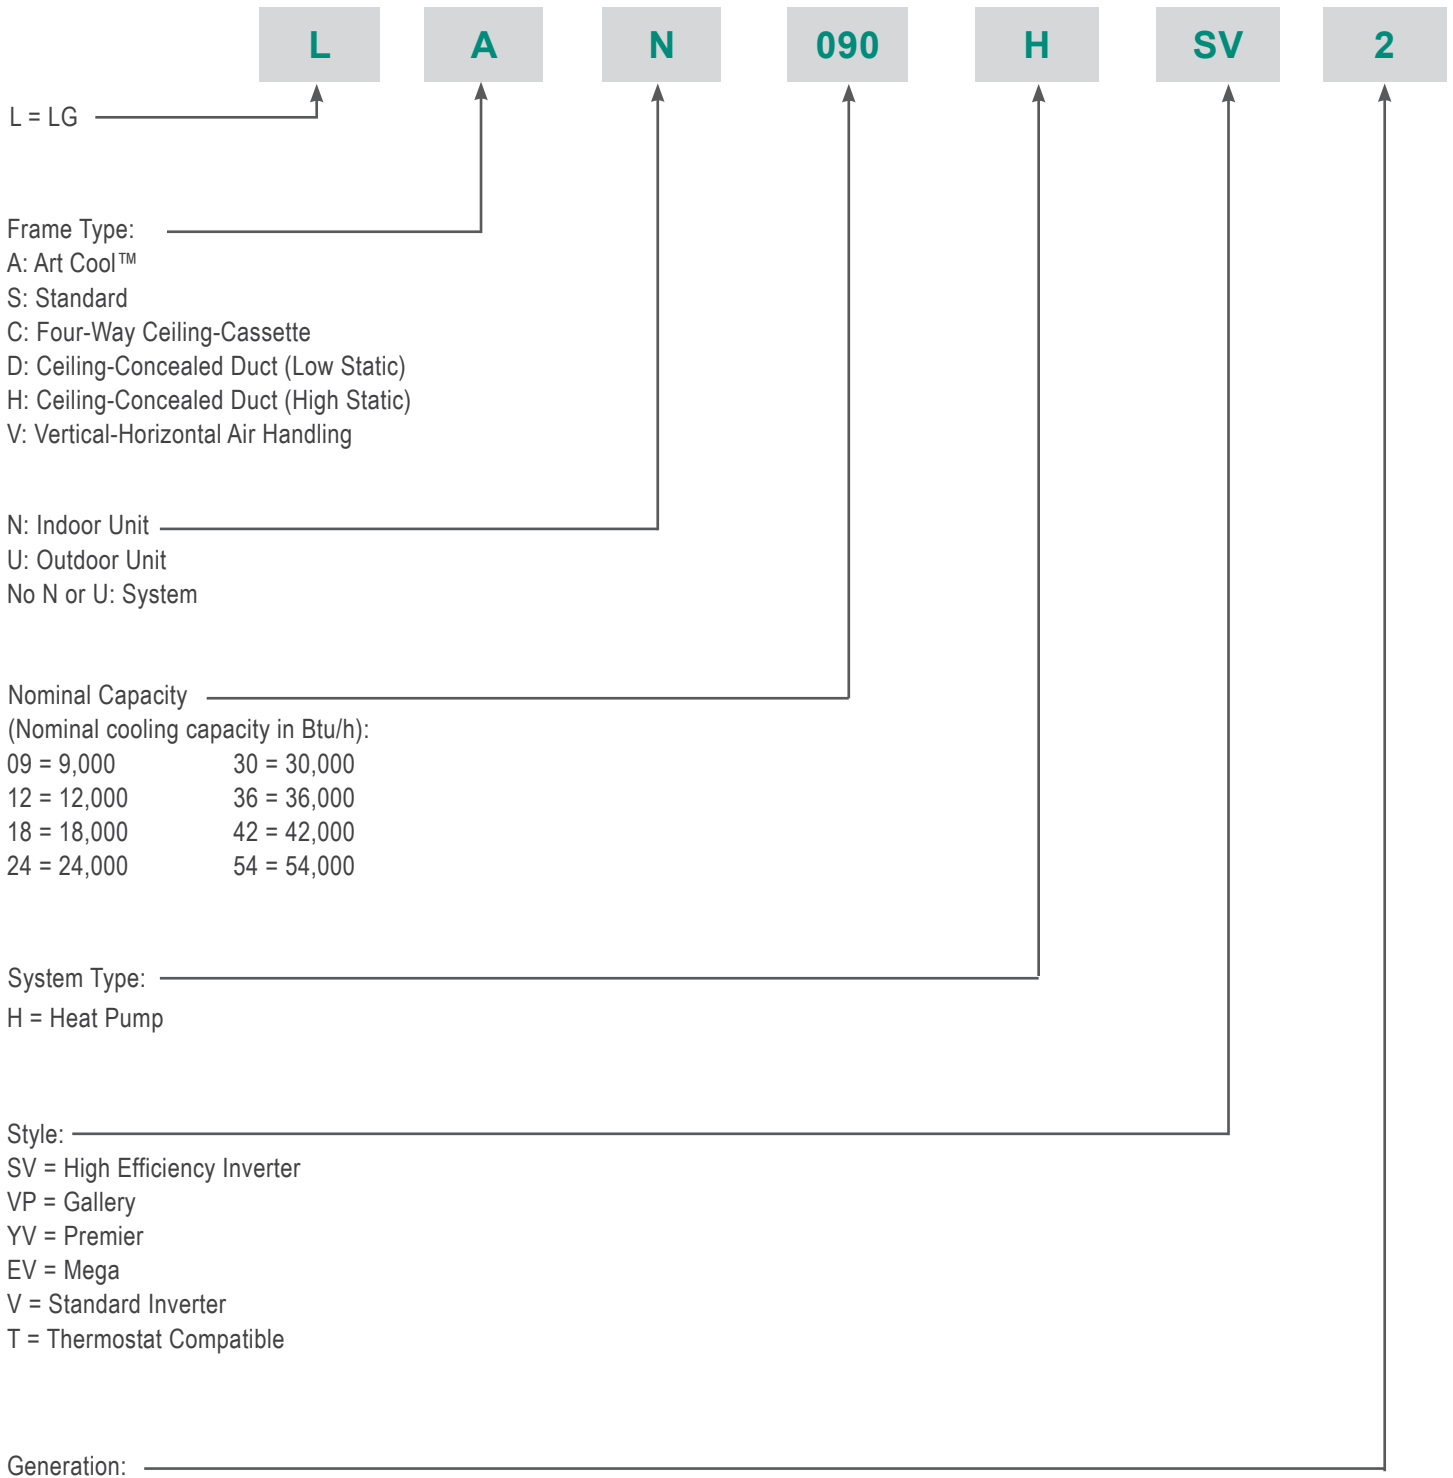 L A N 090 H SV 2
L = LG
Frame Type:
A: Art Cool™
S: Standard
C: Four-Way Ceiling-Cassette
D: Ceiling-Concealed Duct (Low Static)
H: Ceiling-Concealed Duct (High Static)
V: Vertical-Horizontal Air Handling
N: Indoor Unit
U: Outdoor Unit
No N or U: System
Nominal Capacity
(Nominal cooling capacity in Btu/h):
09 = 9,000 30 = 30,000
12 = 12,000 36 = 36,000
18 = 18,000 42 = 42,000
24 = 24,000 54 = 54,000
System Type:
H = Heat Pump
Style:
SV = High Efficiency Inverter
VP = Gallery
YV = Premier
EV = Mega
V = Standard Inverter
T = Thermostat Compatible
Generation: